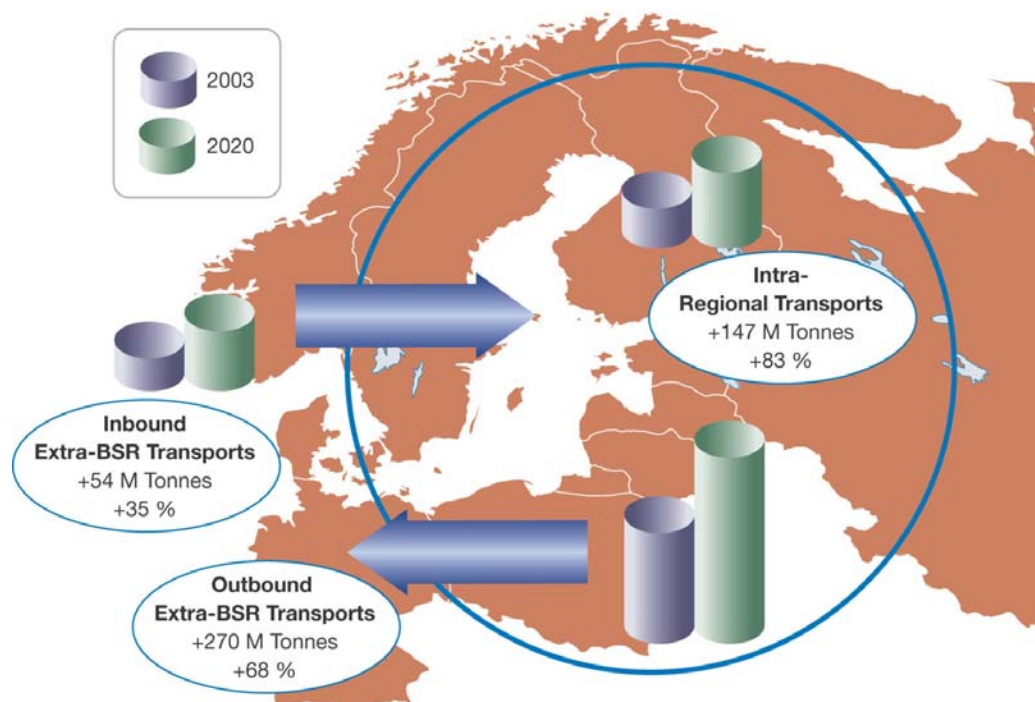 2003
2020
Intra-
Regional Transports
+147 M Tonnes
+83 %
Inbound
Extra-BSR Transports
+54 M Tonnes
+35 %
Outbound
Extra-BSR Transports
+270 M Tonnes
+68 %